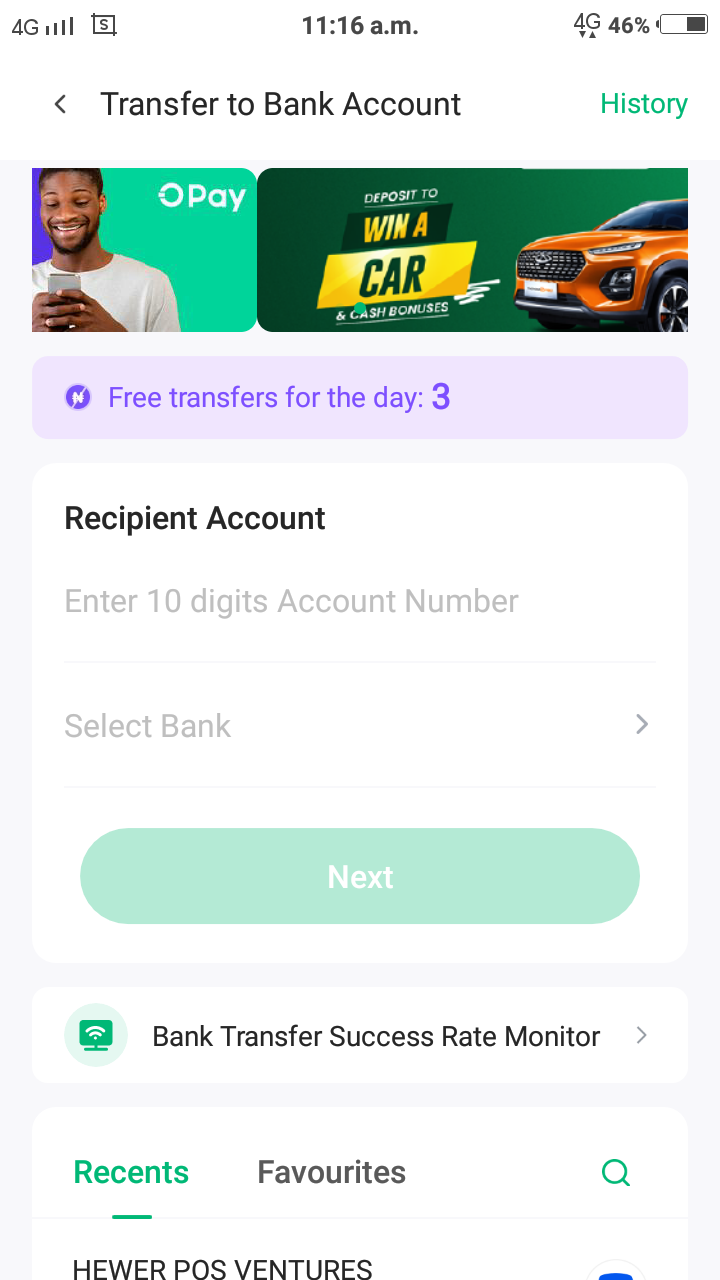 4G S 11:16 a.m. 4G 46%
Transfer to Bank Account History
OPay
DEPOSIT TO
WIN A
CAR
& CASH BONUSES
₦ Free transfers for the day: 3
Recipient Account
Enter 10 digits Account Number
Select Bank
Next
Bank Transfer Success Rate Monitor
Recents Favourites
HEWER POS VENTURES